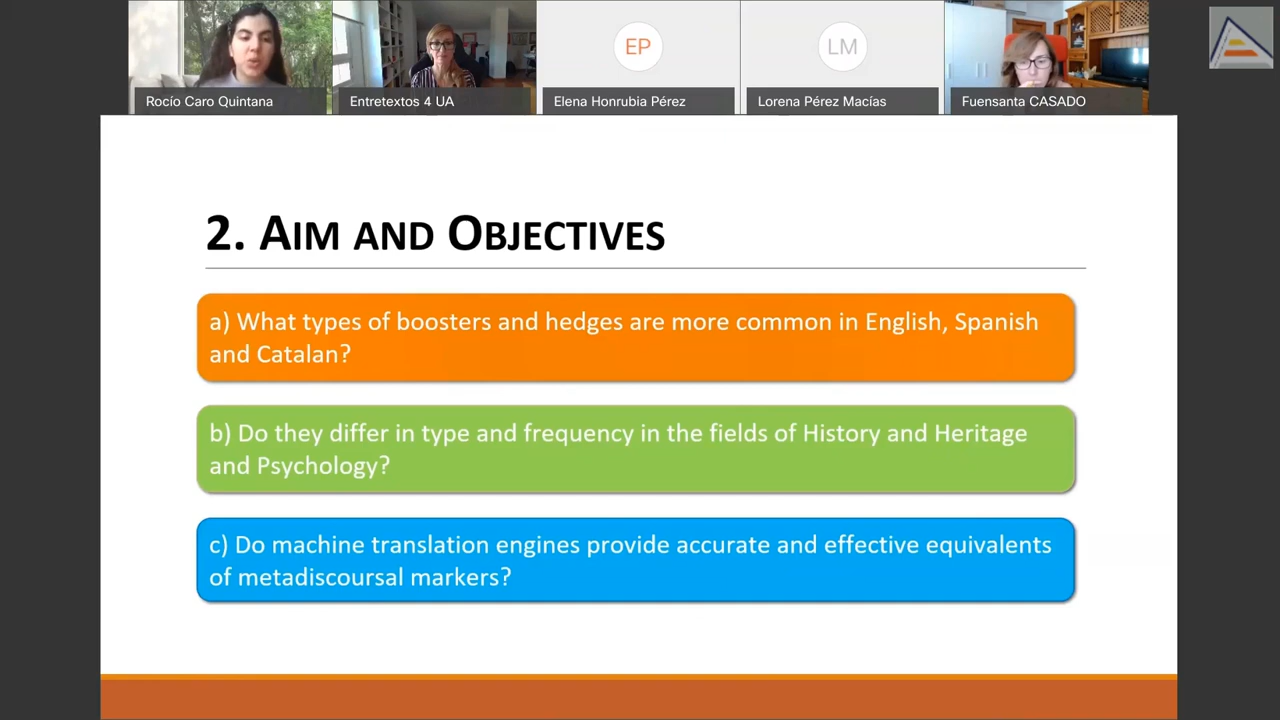 EP
LM
Rocío Caro Quintana
Entretextos 4 UA
Elena Honrubia Pérez
Lorena Pérez Macías
Fuensanta CASADO
2. AIM AND OBJECTIVES
a) What types of boosters and hedges are more common in English, Spanish
and Catalan?
b) Do they differ in type and frequency in the fields of History and Heritage
and Psychology?
c) Do machine translation engines provide accurate and effective equivalents
of metadiscoursal markers?